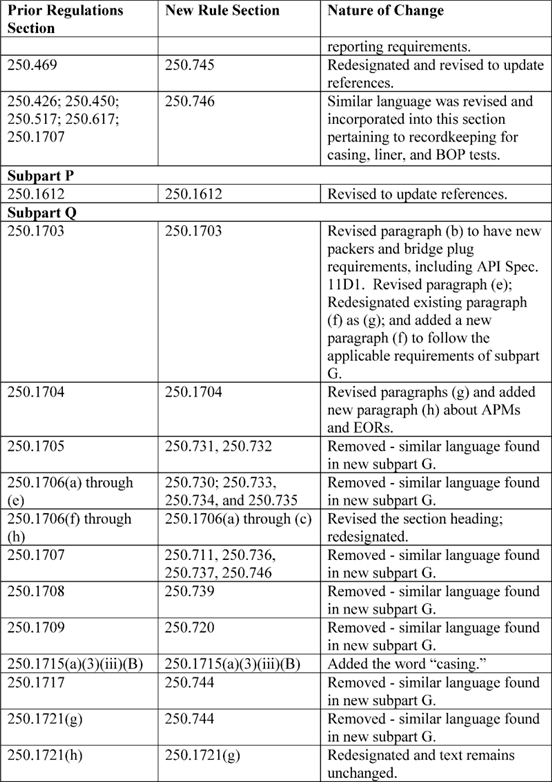 Prior Regulations Section | New Rule Section | Nature of Change
reporting requirements.
250.469 | 250.745 | Redesignated and revised to update
references.
250.426; 250.450; | 250.746 | Similar language was revised and
250.517; 250.617; | incorporated into this section
250.1707 | pertaining to recordkeeping for
casing, liner, and BOP tests.
Subpart P
250.1612 | 250.1612 | Revised to update references.
Subpart Q
250.1703 | 250.1703 | Revised paragraph (b) to have new
packers and bridge plug
requirements, including API Spec.
11D1. Revised paragraph (e);
Redesignated existing paragraph
(f) as (g); and added a new
paragraph (f) to follow the
applicable requirements of subpart
G.
250.1704 | 250.1704 | Revised paragraphs (g) and added
new paragraph (h) about APMs
and EORs.
250.1705 | 250.731, 250.732 | Removed - similar language found
in new subpart G.
250.1706(a) through | 250.730; 250.733, | Removed - similar language found
(e) | 250.734, and 250.735 | in new subpart G.
250.1706(f) through | 250.1706(a) through (c) | Revised the section heading;
(h) | redesignated.
250.1707 | 250.711, 250.736, | Removed - similar language found
250.737, 250.746 | in new subpart G.
250.1708 | 250.739 | Removed - similar language found
in new subpart G.
250.1709 | 250.720 | Removed - similar language found
in new subpart G.
250.1715(a)(3)(iii)(B) | 250.1715(a)(3)(iii)(B) | Added the word “casing.”
250.1717 | 250.744 | Removed - similar language found
in new subpart G.
250.1721(g) | 250.744 | Removed - similar language found
in new subpart G.
250.1721(h) | 250.1721(g) | Redesignated and text remains
unchanged.